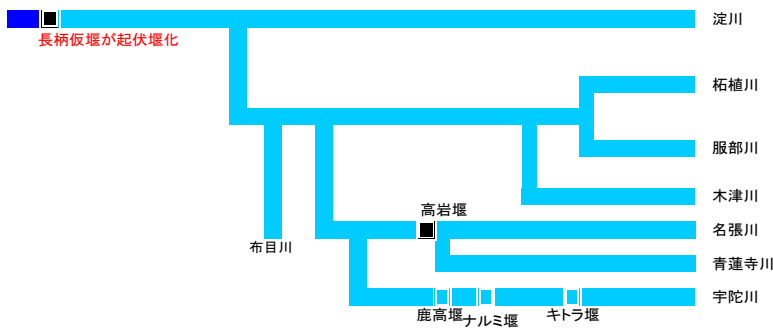 淀川
長柄仮堰が起伏堰化
柘植川
服部川
木津川
高岩堰
名張川
布目川
青蓮寺川
宇陀川
鹿高堰
ナルミ堰
キトラ堰